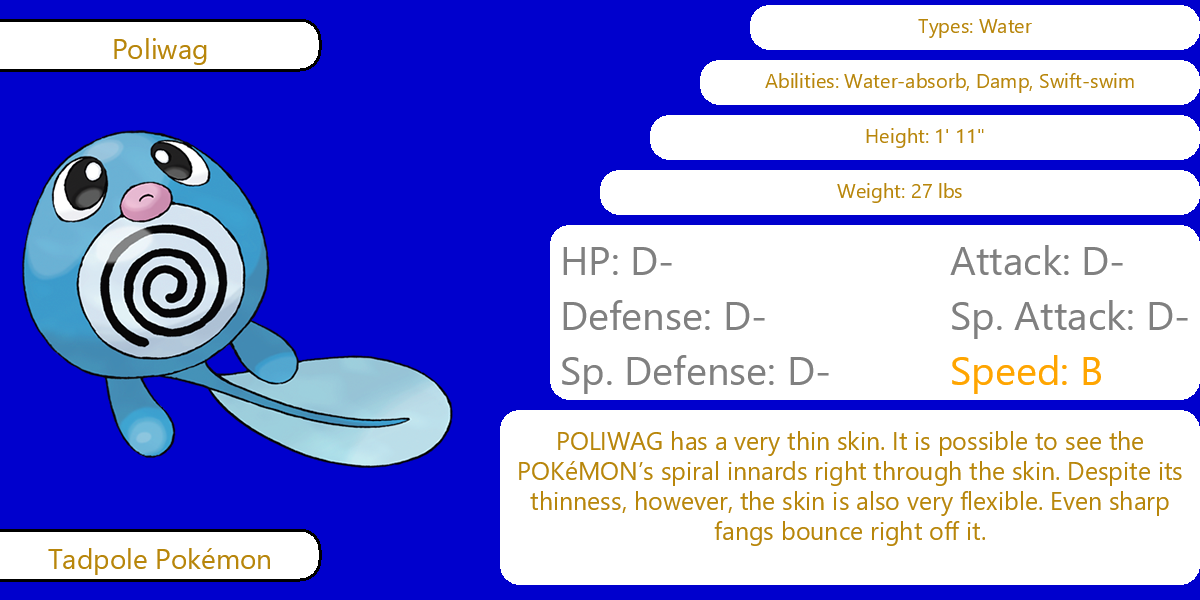 Poliwag
Types: Water
Abilities: Water-absorb, Damp, Swift-swim
Height: 1' 11"
Weight: 27 lbs
HP: D-
Attack: D-
Defense: D-
Sp. Attack: D-
Sp. Defense: D-
Speed: B
POLIWAG has a very thin skin. It is possible to see the
POKéMON’s spiral innards right through the skin. Despite its
thinness, however, the skin is also very flexible. Even sharp
fangs bounce right off it.
Tadpole Pokémon